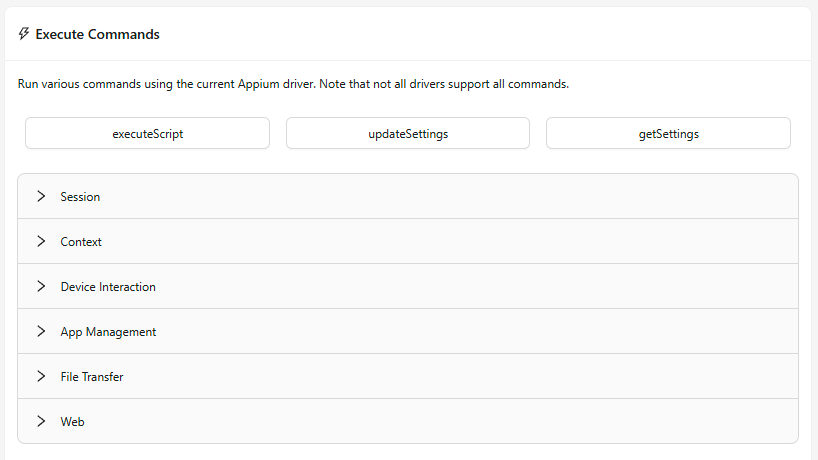 Execute Commands
Run various commands using the current Appium driver. Note that not all drivers support all commands.
executeScript
updateSettings
getSettings
Session
Context
Device Interaction
App Management
File Transfer
Web